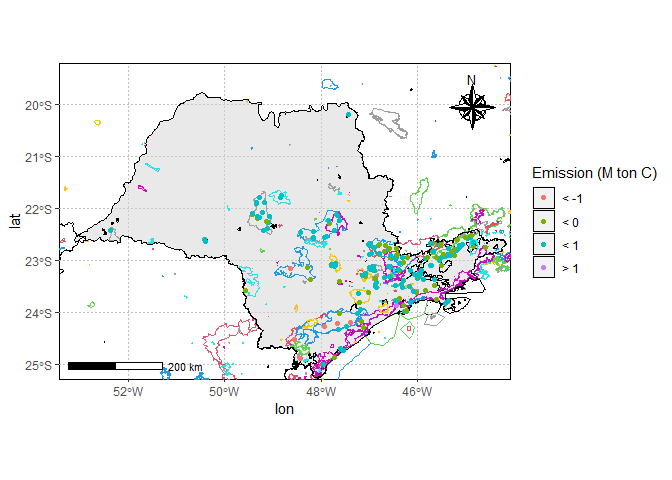 N
20°S
21°S
22°S
23°S
24°S
25°S
lat
200 km
52°W
50°W
48°W
46°W
lon
Emission (M ton C)
< -1
< 0
< 1
> 1